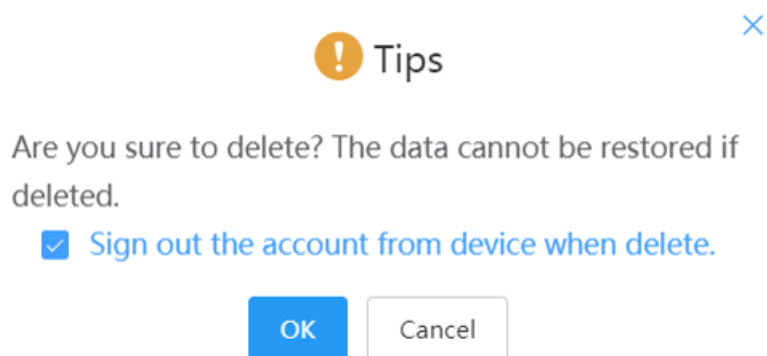 Tips
Are you sure to delete? The data cannot be restored if
deleted.
Sign out the account from device when delete.
OK Cancel